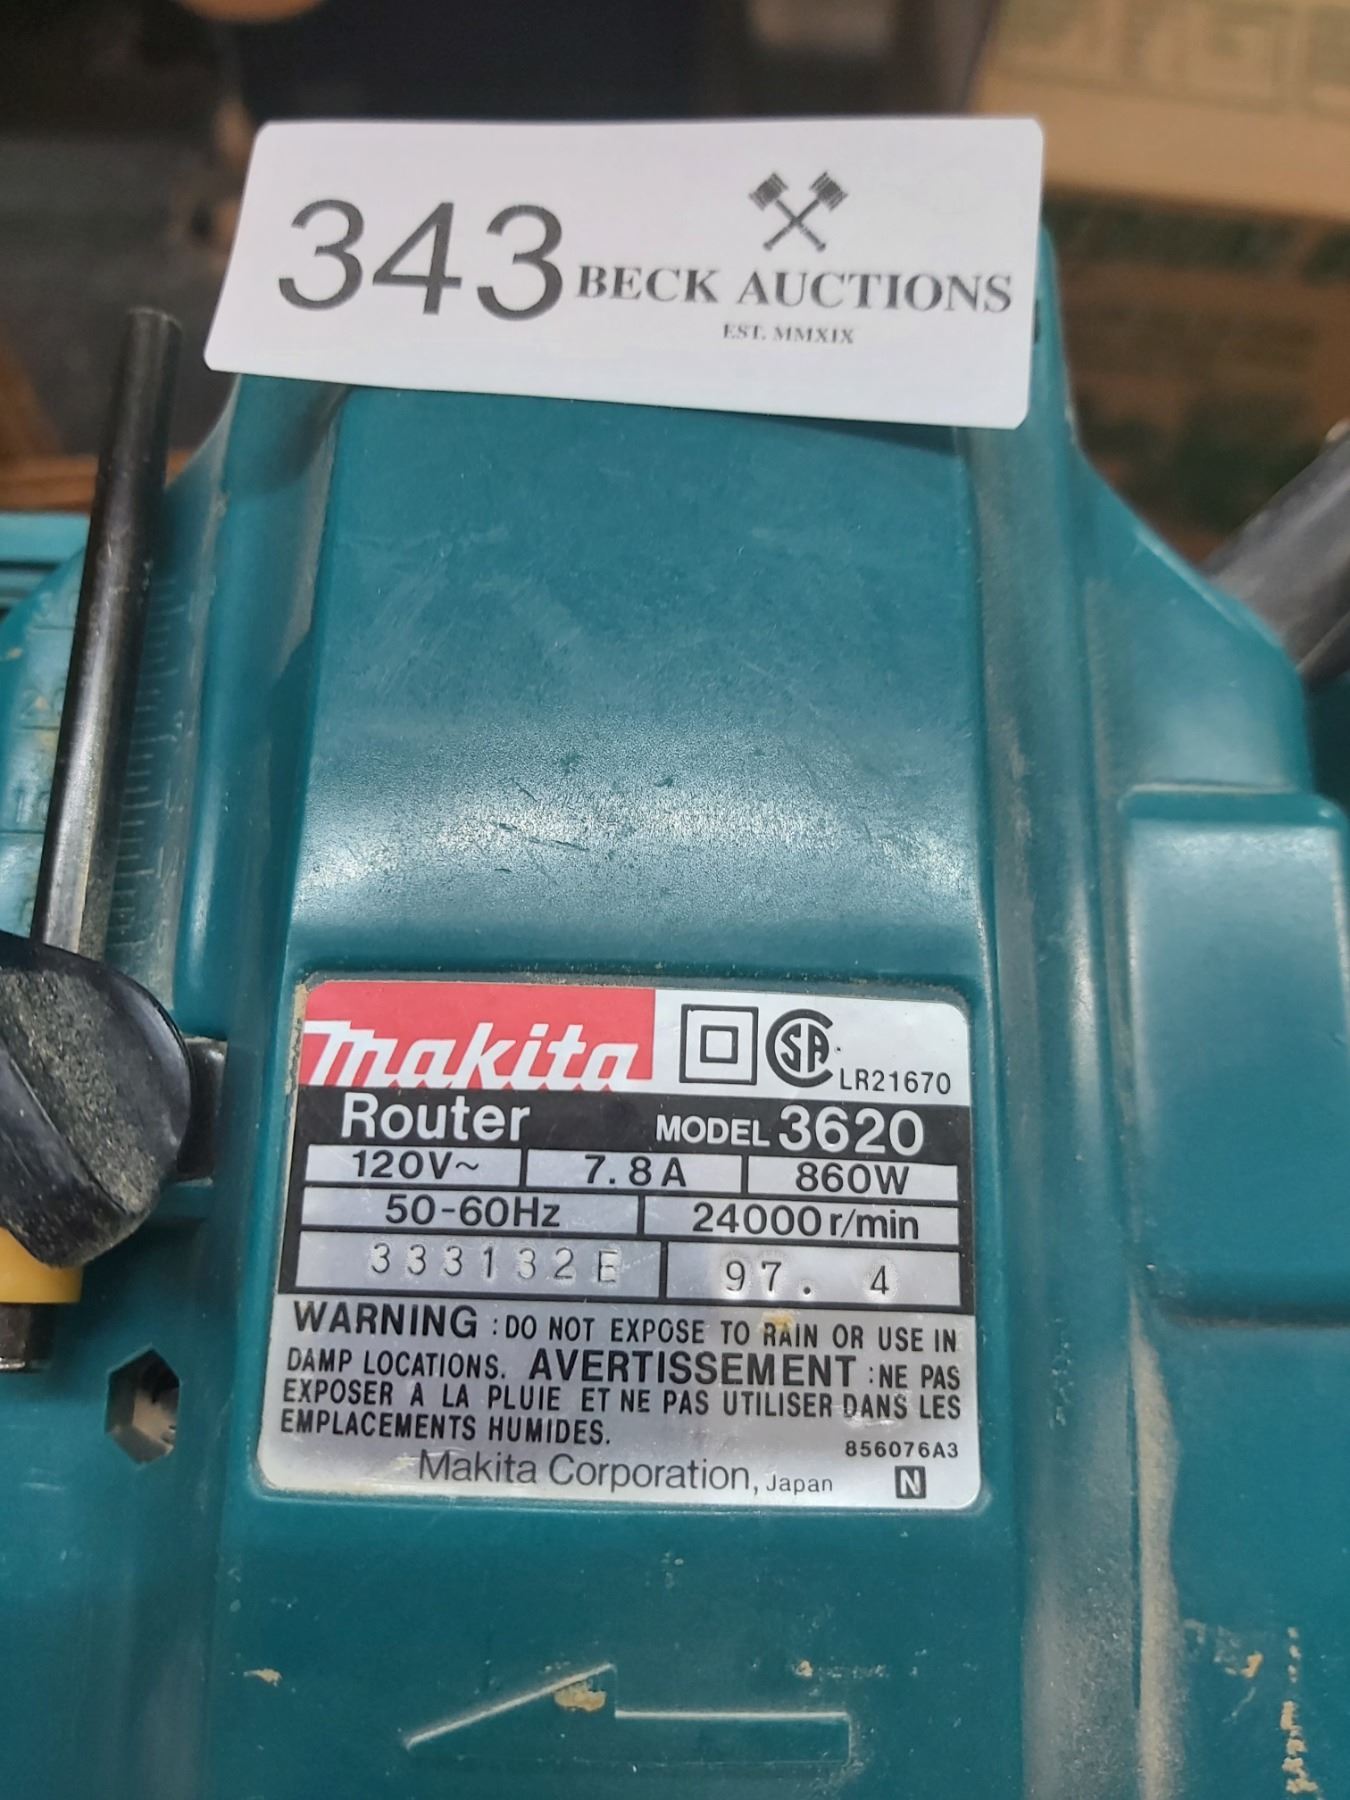 343 BECK AUCTIONS
EST. MMXIX
makita SA LR21670
Router MODEL 3620
120V~ 7.8A 860W
50-60Hz 24000r/min
333132E 97. 4
WARNING : DO NOT EXPOSE TO RAIN OR USE IN
DAMP LOCATIONS. AVERTISSEMENT : NE PAS
EXPOSER A LA PLUIE ET NE PAS UTILISER DANS LES
EMPLACEMENTS HUMIDES.
856076A3
Makita Corporation, Japan N